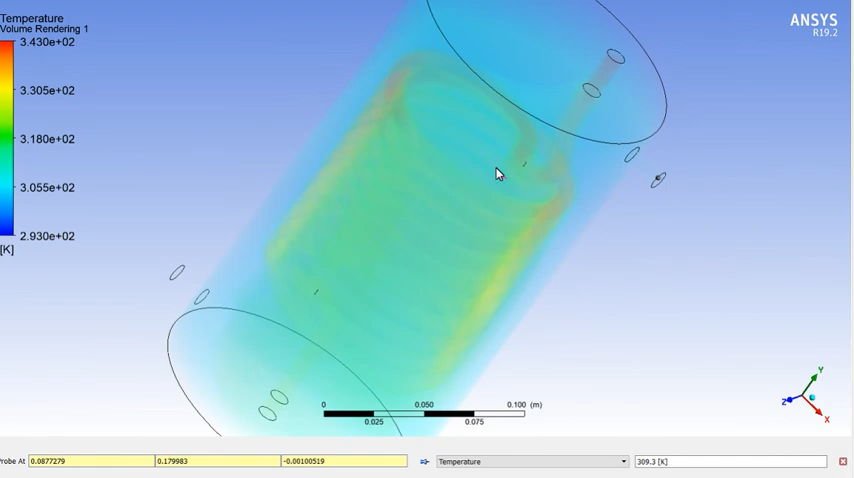 Temperature
Volume Rendering 1
ANSYS
R19.2
3.430e+02
3.305e+02
3.180e+02
3.055e+02
2.930e+02
[K]
0 0.050 0.100 (m)
0.025 0.075
Y
Z
X
robe At 0.0877279 0.179983 -0.00100519 Temperature 309.3 [K]